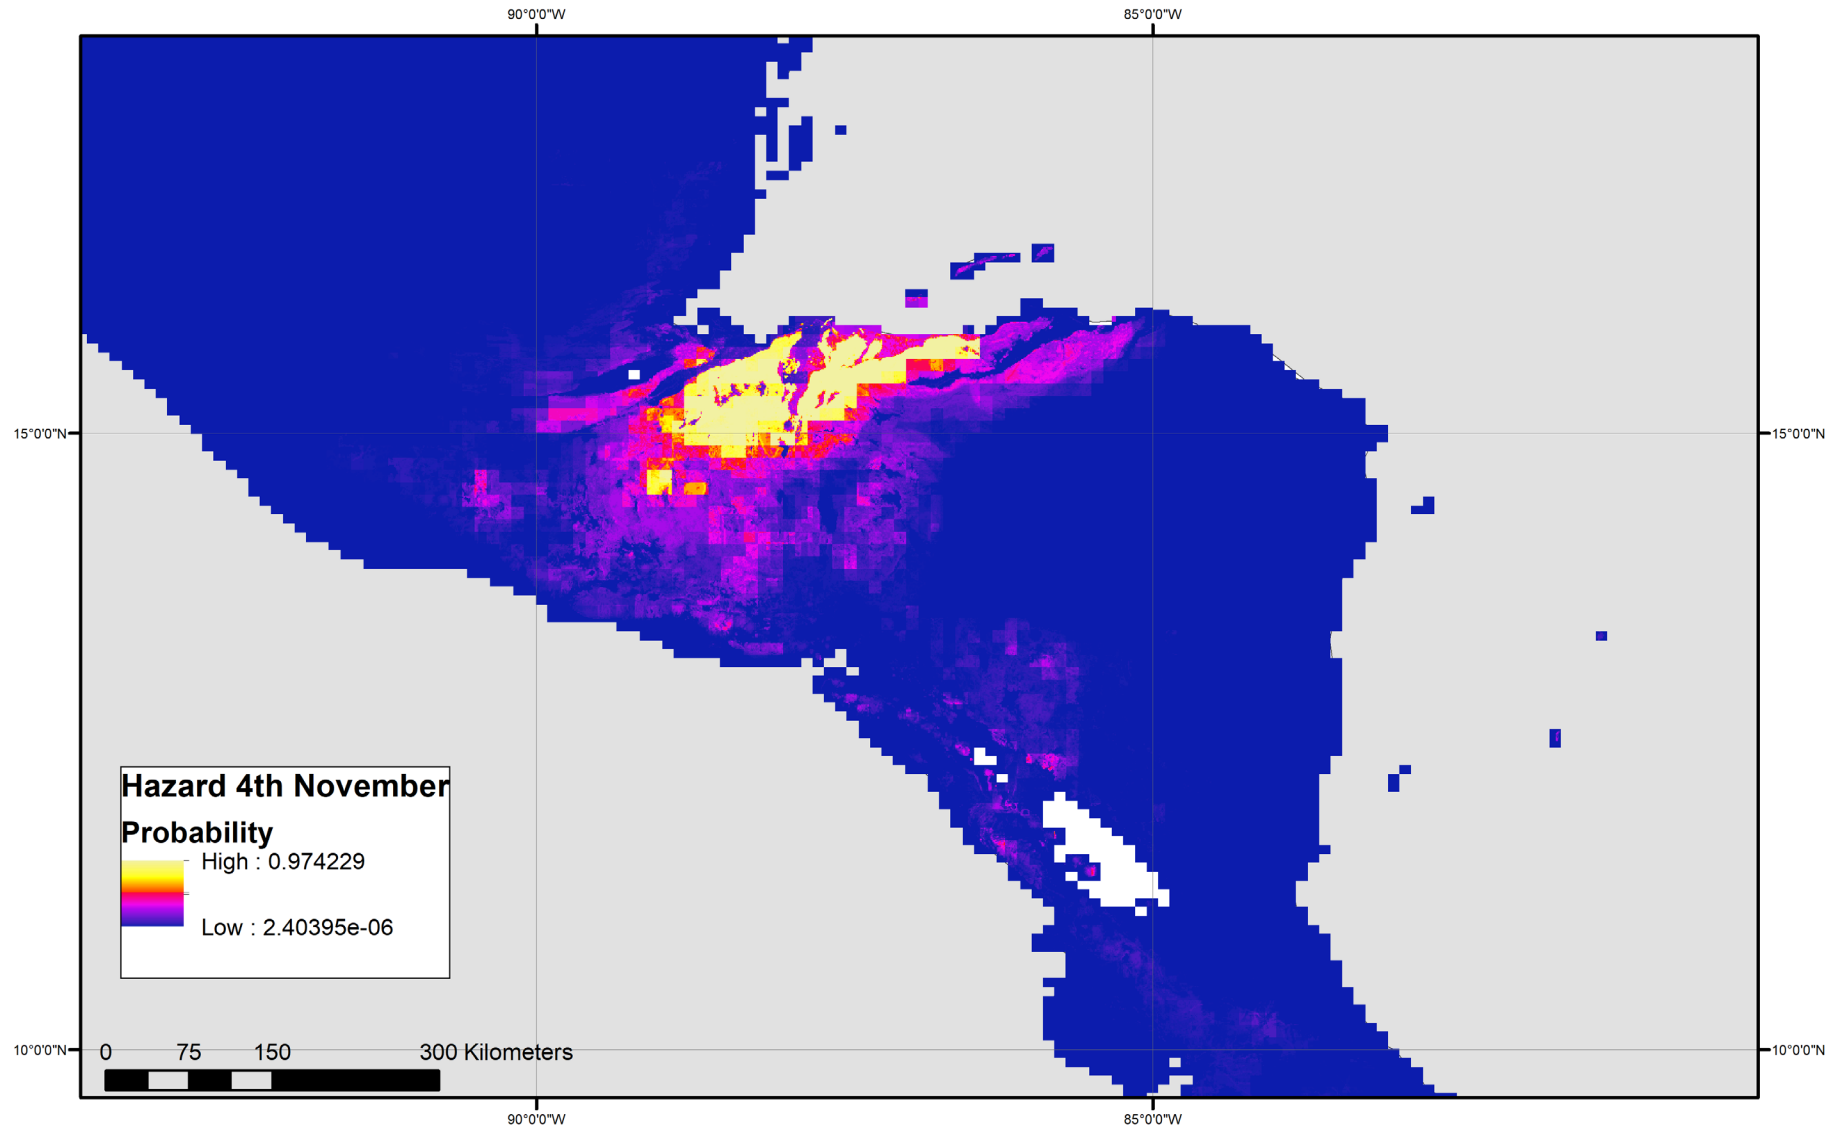 90°0'0"W 85°0'0"W
15°0'0"N 15°0'0"N
Hazard 4th November
Probability
High : 0.974229
Low : 2.40395e-06
0 75 150 300 Kilometers
10°0'0"N 10°0'0"N
90°0'0"W 85°0'0"W